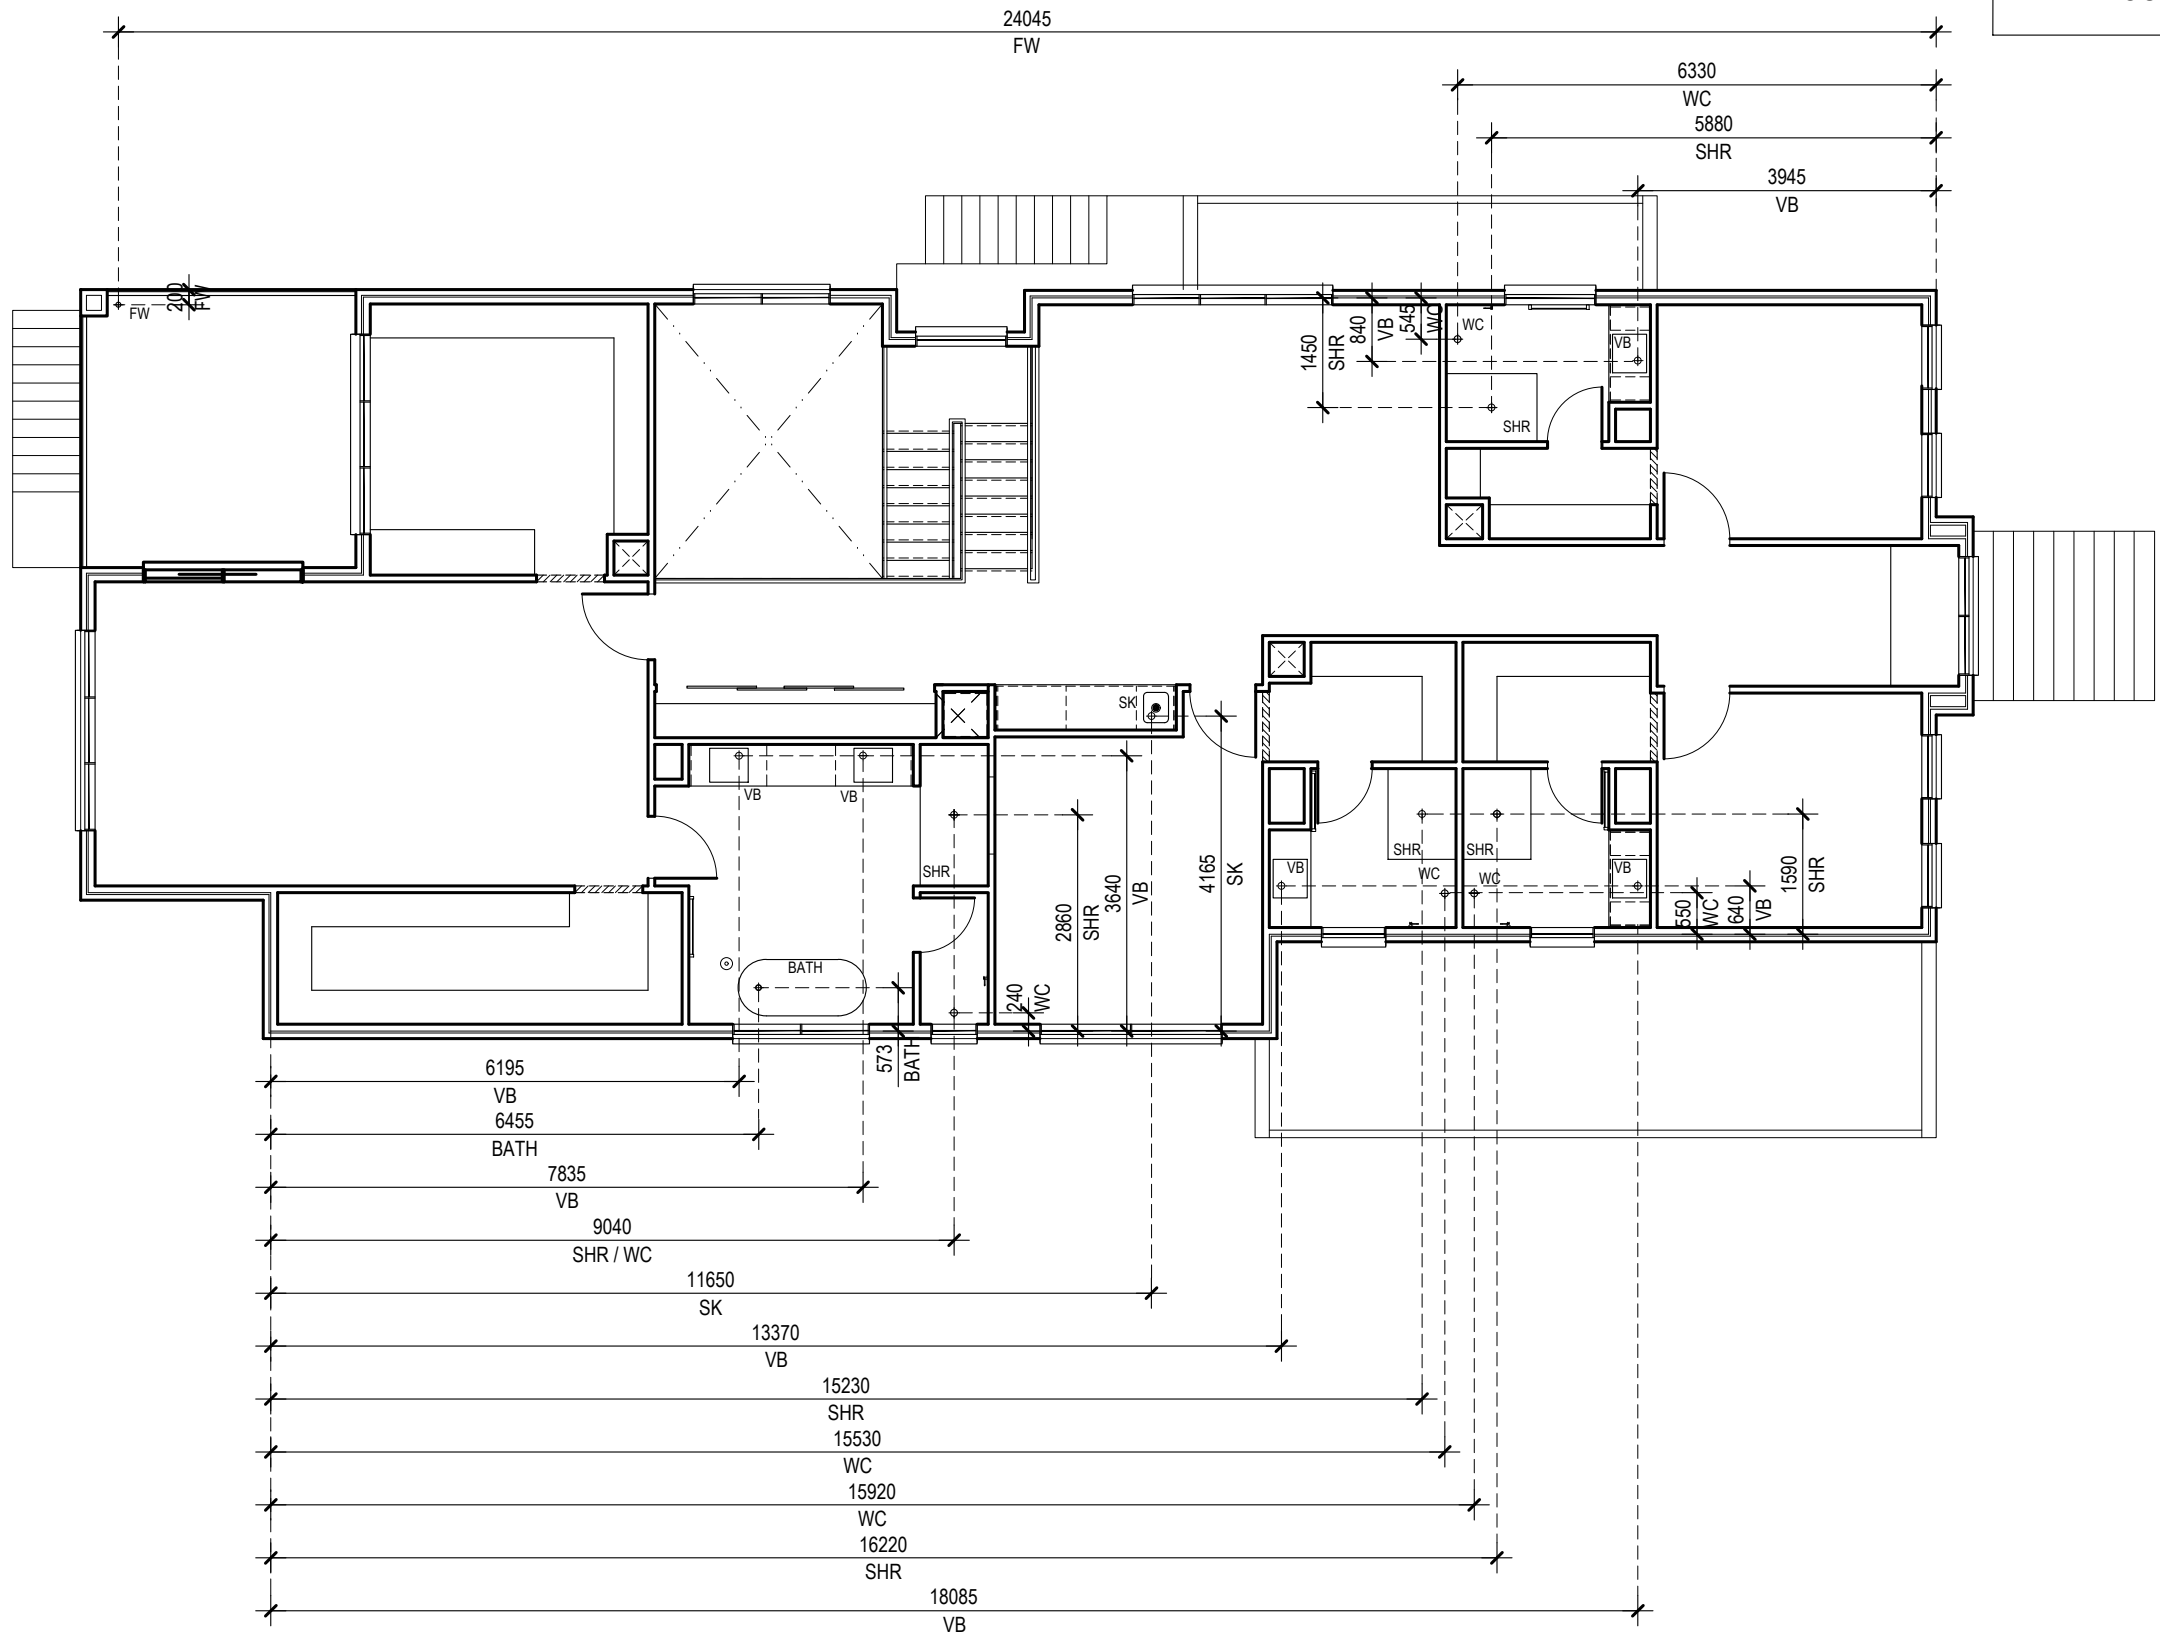 24045
FW
6330
WC
5880
SHR
3945
VB
200
FW
FW
1450
SHR
840
VB
545
WC
WC
VB
SHR
SK
VB
VB
SHR
BATH
573
BATH
240
WC
2860
SHR
3640
VB
4165
SK
VB
SHR
WC
SHR
WC
VB
550
WC
640
VB
1590
SHR
6195
VB
6455
BATH
7835
VB
9040
SHR / WC
11650
SK
13370
VB
15230
SHR
15530
WC
15920
WC
16220
SHR
18085
VB